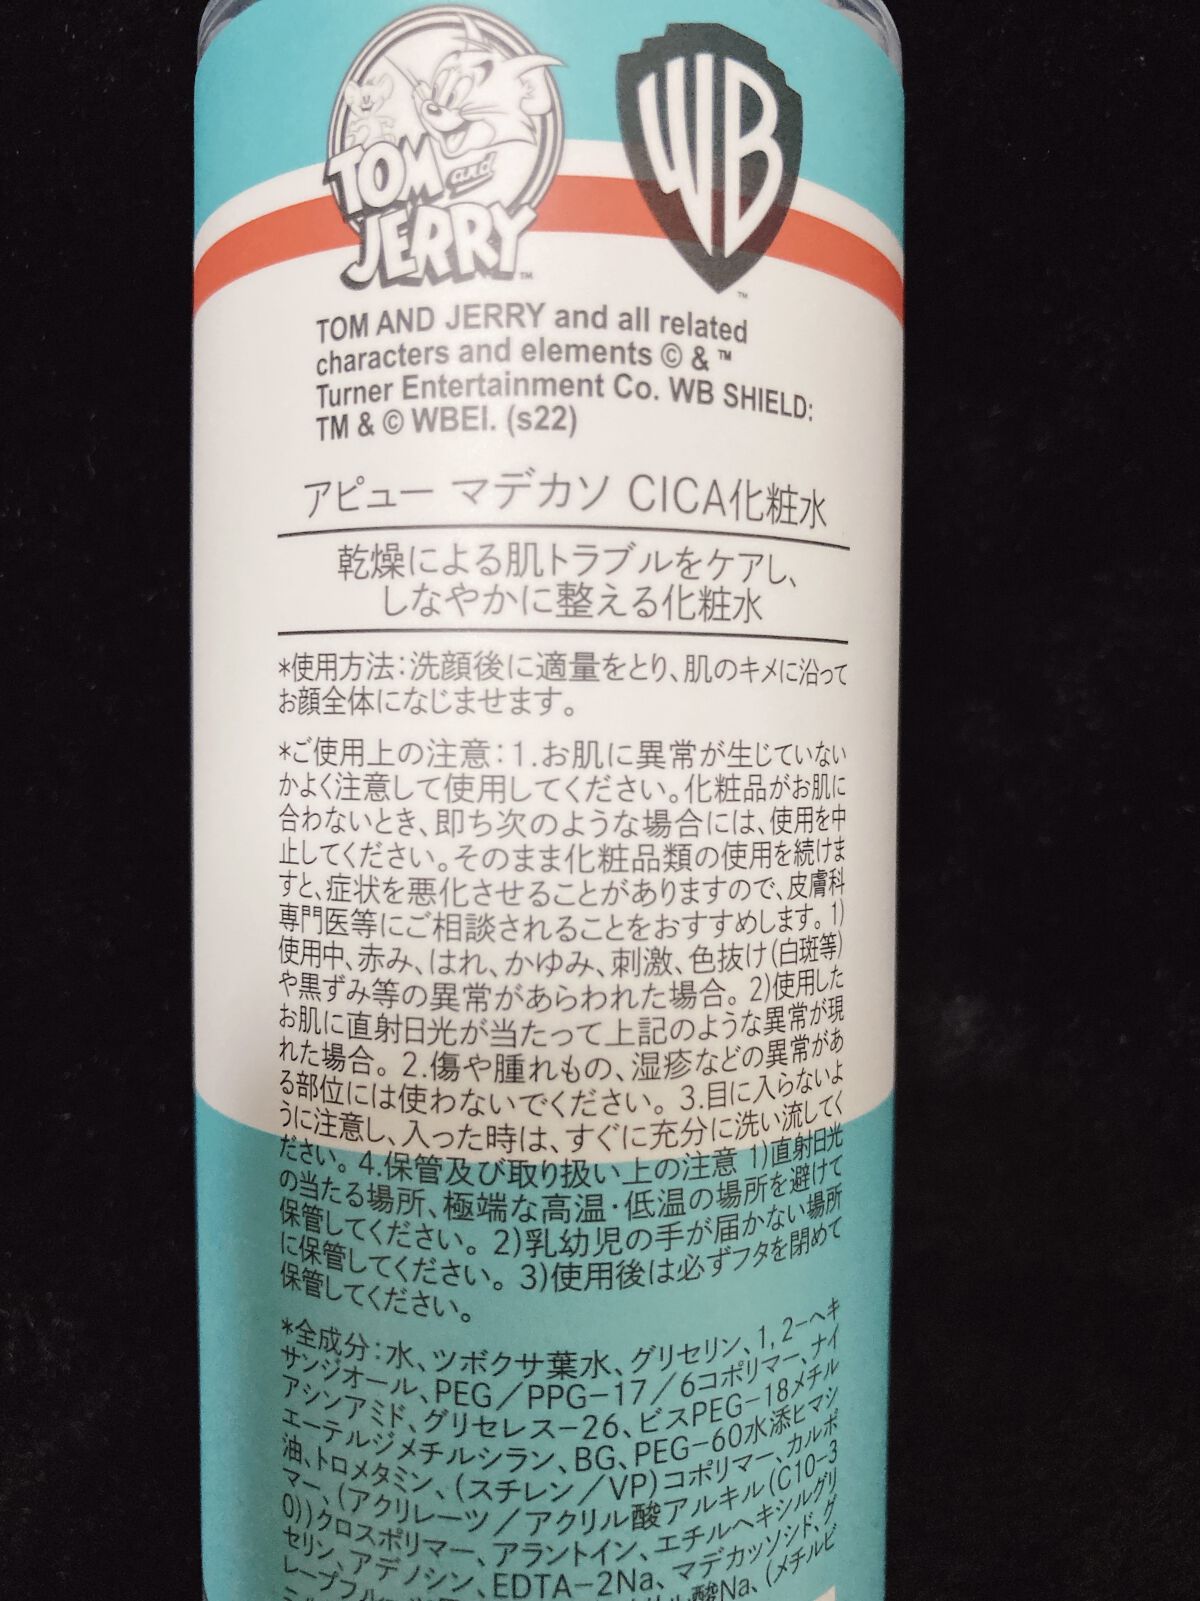 TOM and
JERRY™
WB
™
TOM AND JERRY and all related
characters and elements © & ™
Turner Entertainment Co. WB SHIELD:
TM & © WBEI. (s22)
アピュー マデカソ CICA化粧水
乾燥による肌トラブルをケアし、
しなやかに整える化粧水
*使用方法：洗顔後に適量をとり、肌のキメに沿って
お顔全体になじませます。
*ご使用上の注意：1.お肌に異常が生じていない
かよく注意して使用してください。化粧品がお肌に
合わないとき、即ち次のような場合には、使用を中
止してください。そのまま化粧品類の使用を続けま
すと、症状を悪化させることがありますので、皮膚科
専門医等にご相談されることをおすすめします。1)
使用中、赤み、はれ、かゆみ、刺激、色抜け(白斑等)
や黒ずみ等の異常があらわれた場合。2)使用した
お肌に直射日光が当たって上記のような異常が現
れた場合。2.傷や腫れもの、湿疹などの異常があ
る部位には使わないでください。3.目に入らないよ
うに注意し、入った時は、すぐに充分に洗い流してく
ださい。4.保管及び取り扱い上の注意 1)直射日光
の当たる場所、極端な高温・低温の場所を避けて
保管してください。2)乳幼児の手が届かない場所
に保管してください。3)使用後は必ずフタを閉めて
保管してください。
*全成分：水、ツボクサ葉水、グリセリン、1,2-ヘキ
サンジオール、PEG／PPG-17／6コポリマー、ナイ
アシンアミド、グリセレス-26、ビスPEG-18メチル
エーテルジメチルシラン、BG、PEG-60水添ヒマシ
油、トロメタミン、(スチレン／VP)コポリマー、カルボ
マー、(アクリレーツ／アクリル酸アルキル(C10-3
0))クロスポリマー、アラントイン、エチルヘキシルグリ
セリン、アデノシン、EDTA-2Na、マデカッソシド、グ
レープフル 酸Na、(メチルビ